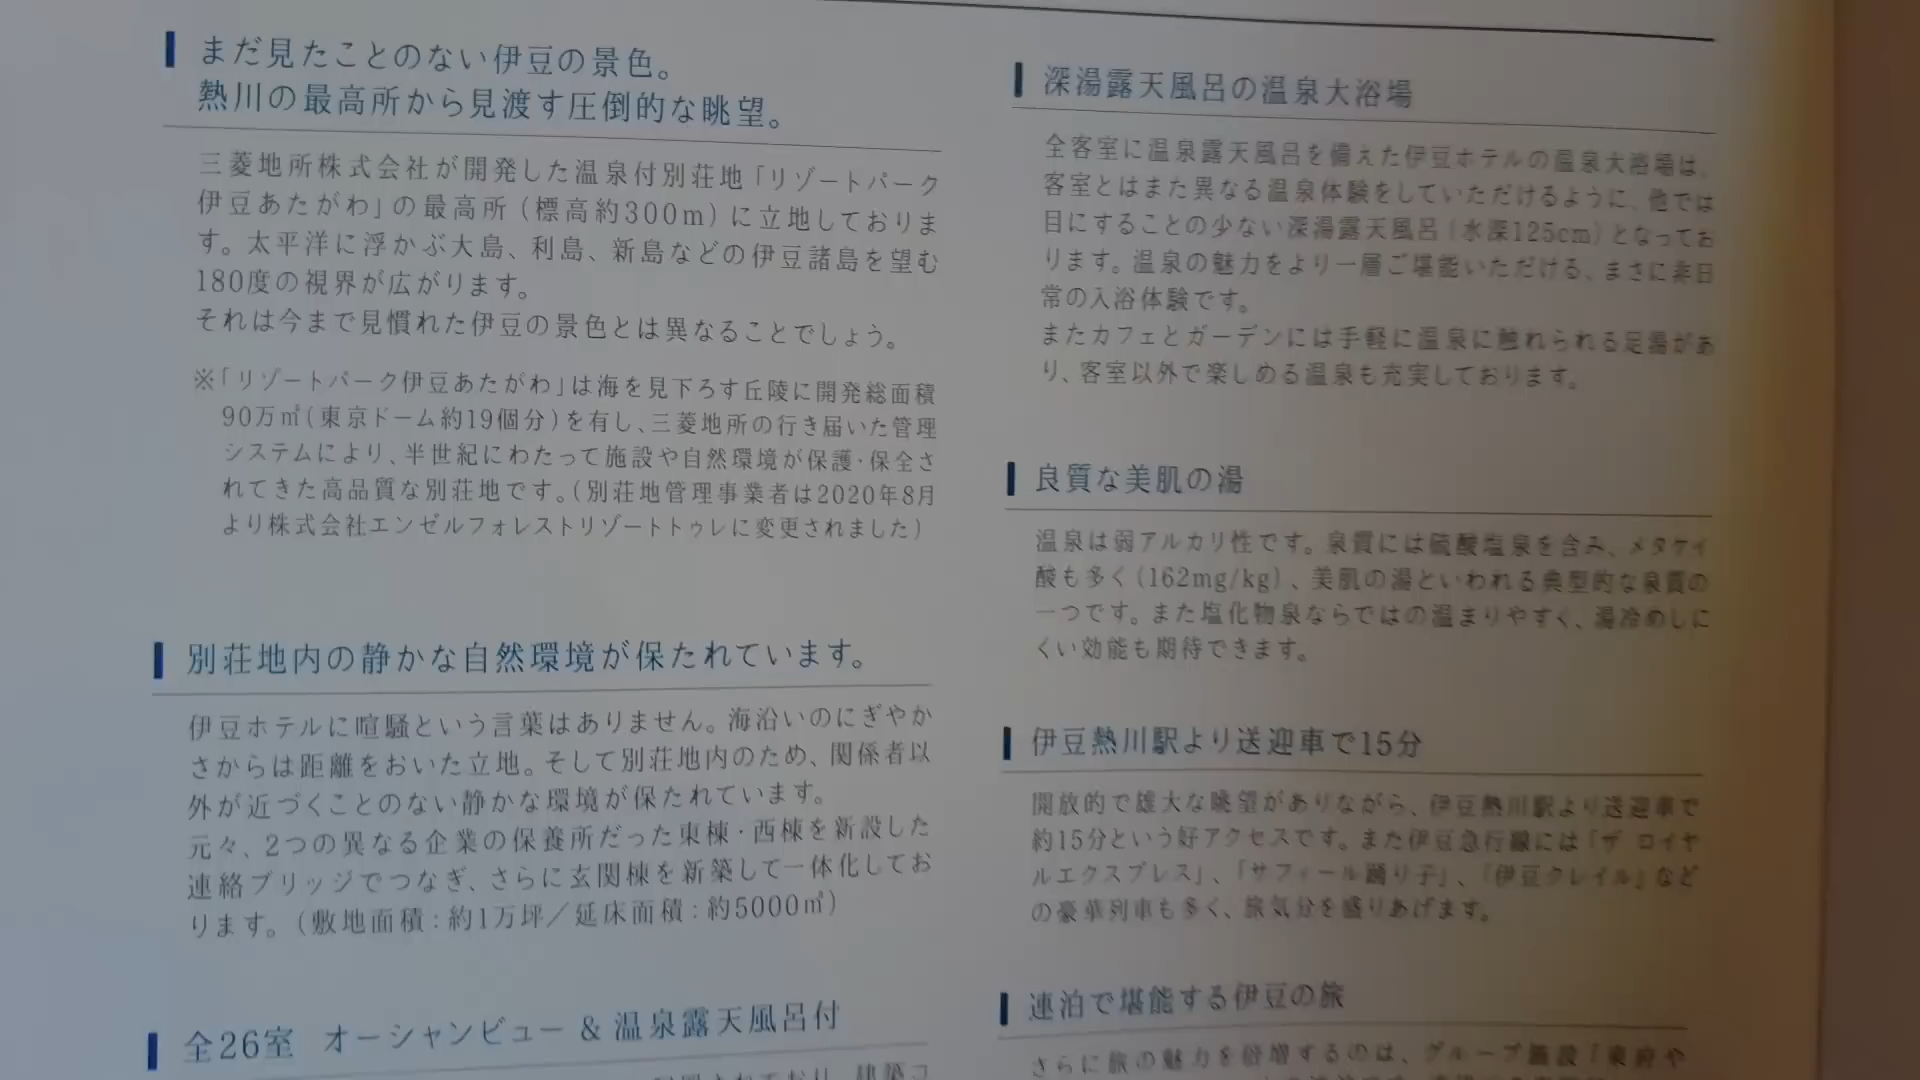 まだ見たことのない伊豆の景色。
熱川の最高所から見渡す圧倒的な眺望。
三菱地所株式会社が開発した温泉付別荘地「リゾートパーク
伊豆あたがわ」の最高所（標高約300m）に立地しておりま
す。太平洋に浮かぶ大島、利島、新島などの伊豆諸島を望む
180度の視界が広がります。
それは今まで見慣れた伊豆の景色とは異なることでしょう。
※「リゾートパーク伊豆あたがわ」は海を見下ろす丘陵に開発総面積
90万㎡（東京ドーム約19個分）を有し、三菱地所の行き届いた管理
システムにより、半世紀にわたって施設や自然環境が保護・保全さ
れてきた高品質な別荘地です。（別荘地管理事業者は2020年8月
より株式会社エンゼルフォレストリゾートトゥレに変更されました）
別荘地内の静かな自然環境が保たれています。
伊豆ホテルに喧騒という言葉はありません。海沿いのにぎやか
さからは距離をおいた立地。そして別荘地内のため、関係者以
外が近づくことのない静かな環境が保たれています。
元々、2つの異なる企業の保養所だった東棟・西棟を新設した
連絡ブリッジでつなぎ、さらに玄関棟を新築して一体化してお
ります。（敷地面積：約1万坪／延床面積：約5000㎡）
全26室　オーシャンビュー & 温泉露天風呂付
深湯露天風呂の温泉大浴場
全客室に温泉露天風呂を備えた伊豆ホテルの温泉大浴場は、
客室とはまた異なる温泉体験をしていただけるように、他では
目にすることの少ない深湯露天風呂（水深125cm）となってお
ります。温泉の魅力をより一層ご堪能いただける、まさに非日
常の入浴体験です。
またカフェとガーデンには手軽に温泉に触れられる足湯があ
り、客室以外で楽しめる温泉も充実しております。
良質な美肌の湯
温泉は弱アルカリ性です。泉質には硫酸塩泉を含み、メタケイ
酸も多く（162mg/kg）、美肌の湯といわれる典型的な泉質の
一つです。また塩化物泉ならではの温まりやすく、湯冷めしに
くい効能も期待できます。
伊豆熱川駅より送迎車で15分
開放的で雄大な眺望がありながら、伊豆熱川駅より送迎車で
約15分という好アクセスです。また伊豆急行線には「ザ ロイヤ
ルエクスプレス」、「サフィール踊り子」、「伊豆クレイル」など
の豪華列車も多く、旅気分を盛りあげます。
連泊で堪能する伊豆の旅
さらに旅の魅力を倍増するのは、グループ施設「東府や